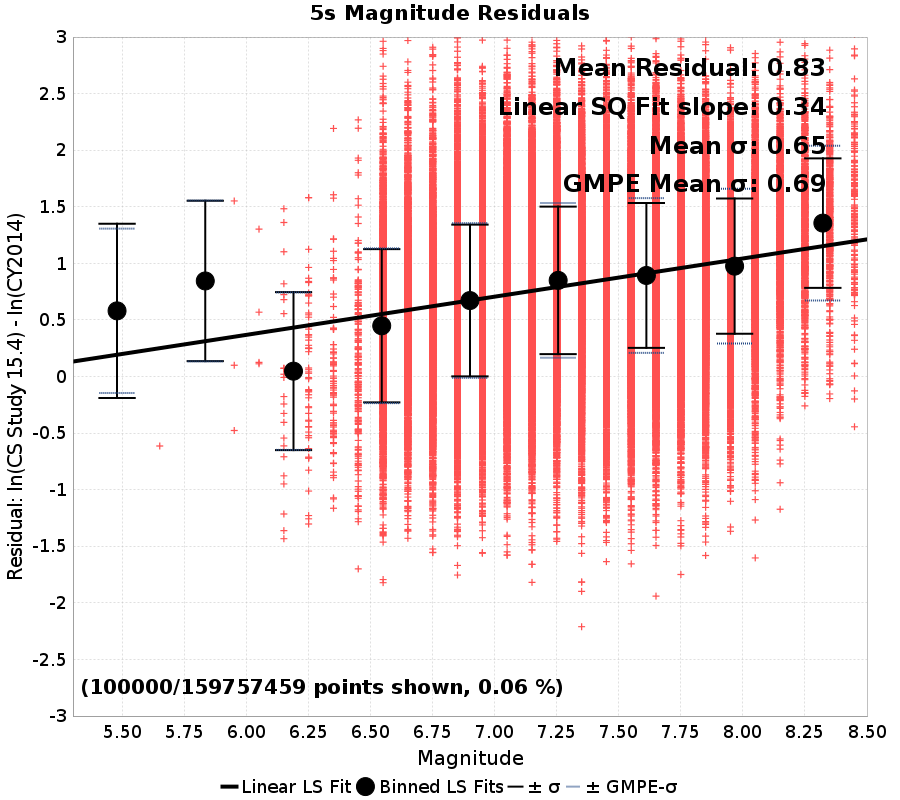 5s Magnitude Residuals
Mean Residual: 0.83
Linear SQ Fit slope: 0.34
Mean σ: 0.65
GMPE Mean σ: 0.69
Residual: ln(CS Study 15.4) - ln(CY2014)
3
2.5
2
1.5
1
0.5
0
-0.5
-1
-1.5
-2
-2.5
-3
(100000/159757459 points shown, 0.06 %)
5.50 5.75 6.00 6.25 6.50 6.75 7.00 7.25 7.50 7.75 8.00 8.25 8.50
Magnitude
Linear LS Fit Binned LS Fits ± σ ± GMPE-σ